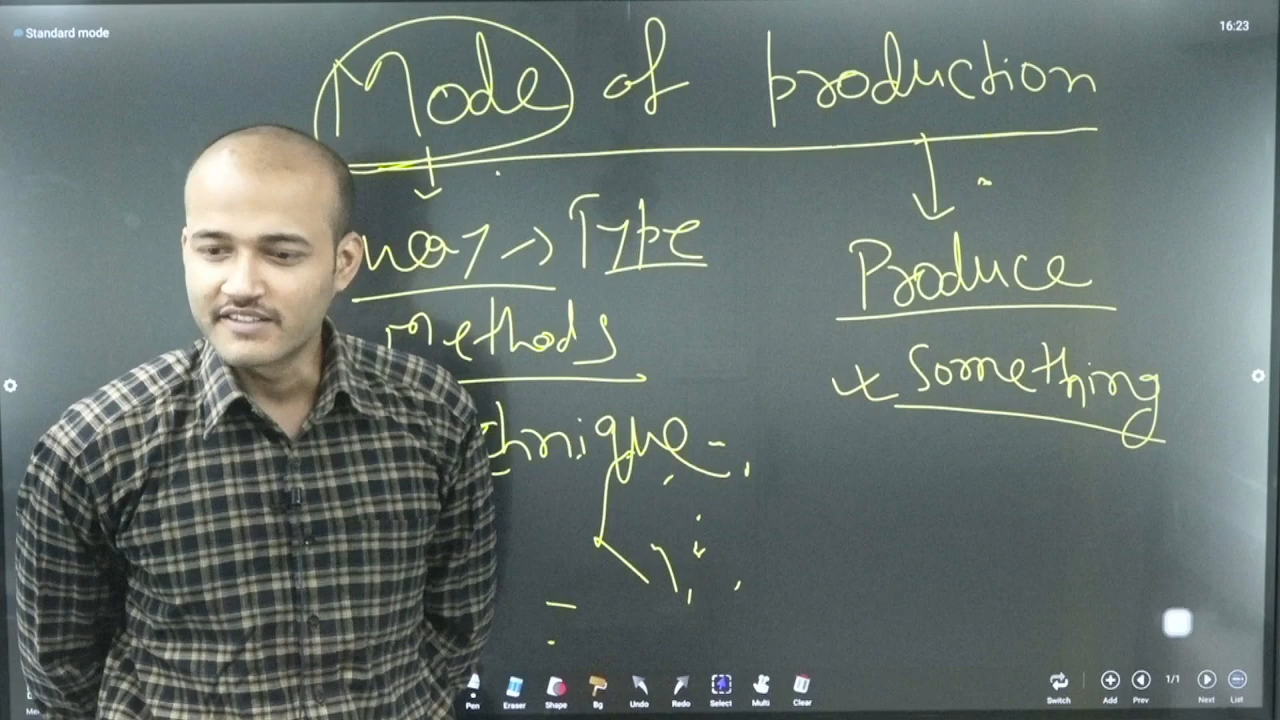 Standard mode
16:23
Mode of production
way → Type
Produce
Methods
Something
chnique
Pen Eraser Shape Bg Undo Redo Select Multi Clear
Switch Add Prev 1/1 Next List